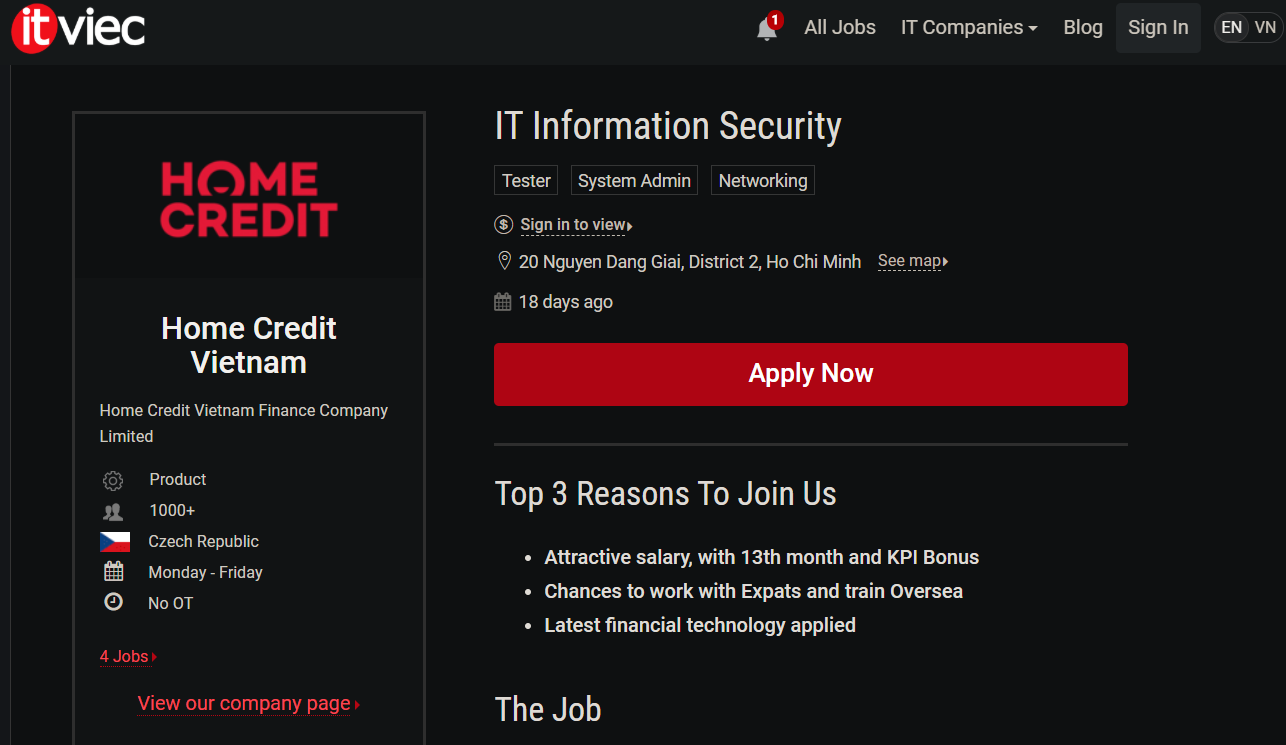 itviec
1
All Jobs
IT Companies
Blog
Sign In
EN VN
HOME
CREDIT
Home Credit
Vietnam
Home Credit Vietnam Finance Company
Limited
Product
1000+
Czech Republic
Monday - Friday
No OT
4 Jobs
View our company page
IT Information Security
Tester
System Admin
Networking
$ Sign in to view
20 Nguyen Dang Giai, District 2, Ho Chi Minh See map
18 days ago
Apply Now
Top 3 Reasons To Join Us
• Attractive salary, with 13th month and KPI Bonus
• Chances to work with Expats and train Oversea
• Latest financial technology applied
The Job